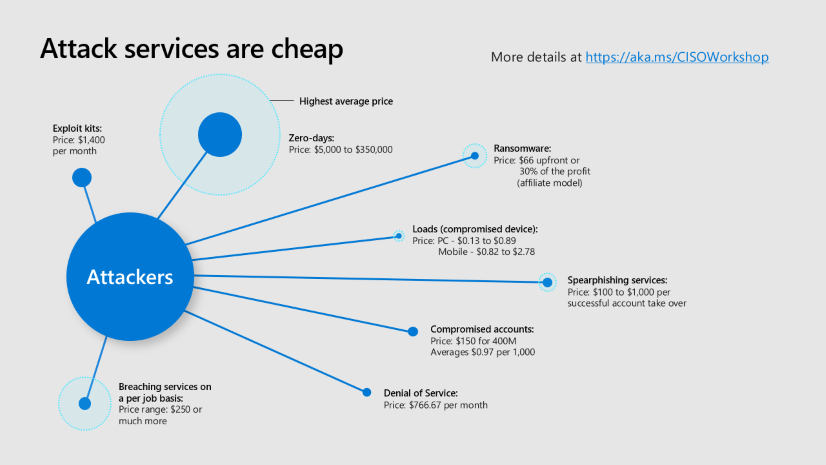 Attack services are cheap
More details at https://aka.ms/CISOWorkshop
Highest average price
Exploit kits:
Price: $1,400
per month
Zero-days:
Price: $5,000 to $350,000
Ransomware:
Price: $66 upfront or
30% of the profit
(affiliate model)
Loads (compromised device):
Price: PC - $0.13 to $0.89
Mobile - $0.82 to $2.78
Attackers
Spearphishing services:
Price: $100 to $1,000 per
successful account take over
Compromised accounts:
Price: $150 for 400M
Averages $0.97 per 1,000
Breaching services on
a per job basis:
Price range: $250 or
much more
Denial of Service:
Price: $766.67 per month